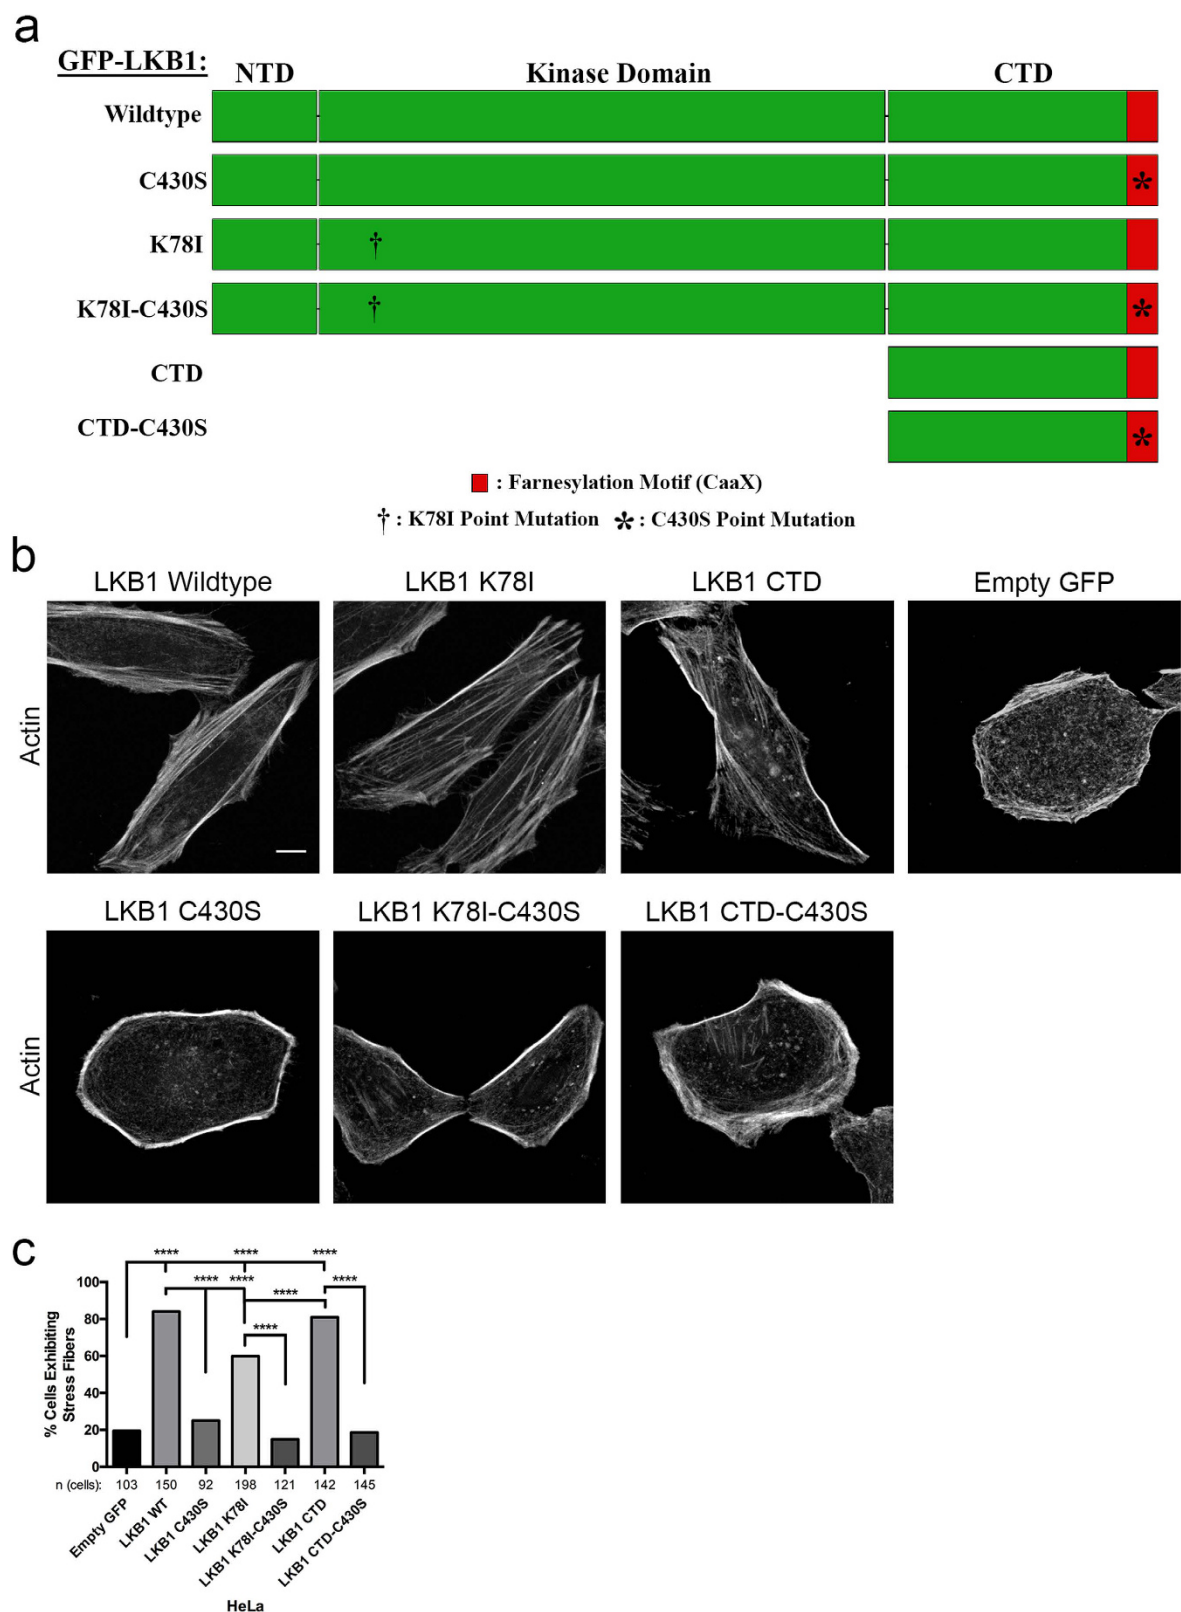 a
GFP-LKB1:
NTD Kinase Domain CTD
Wildtype
C430S
*
K78I
†
K78I-C430S
† *
CTD
CTD-C430S
*
: Farnesylation Motif (CaaX)
† : K78I Point Mutation * : C430S Point Mutation
b
LKB1 Wildtype LKB1 K78I LKB1 CTD Empty GFP
Actin
LKB1 C430S LKB1 K78I-C430S LKB1 CTD-C430S
Actin
c
**** **** ****
**** **** ****
****
****
% Cells Exhibiting
Stress Fibers
100
80
60
40
20
0
n (cells): 103 150 92 198 121 142 145
Empty GFP
LKB1 WT
LKB1 C430S
LKB1 K78I
LKB1 K78I-C430S
LKB1 CTD
LKB1 CTD-C430S
HeLa